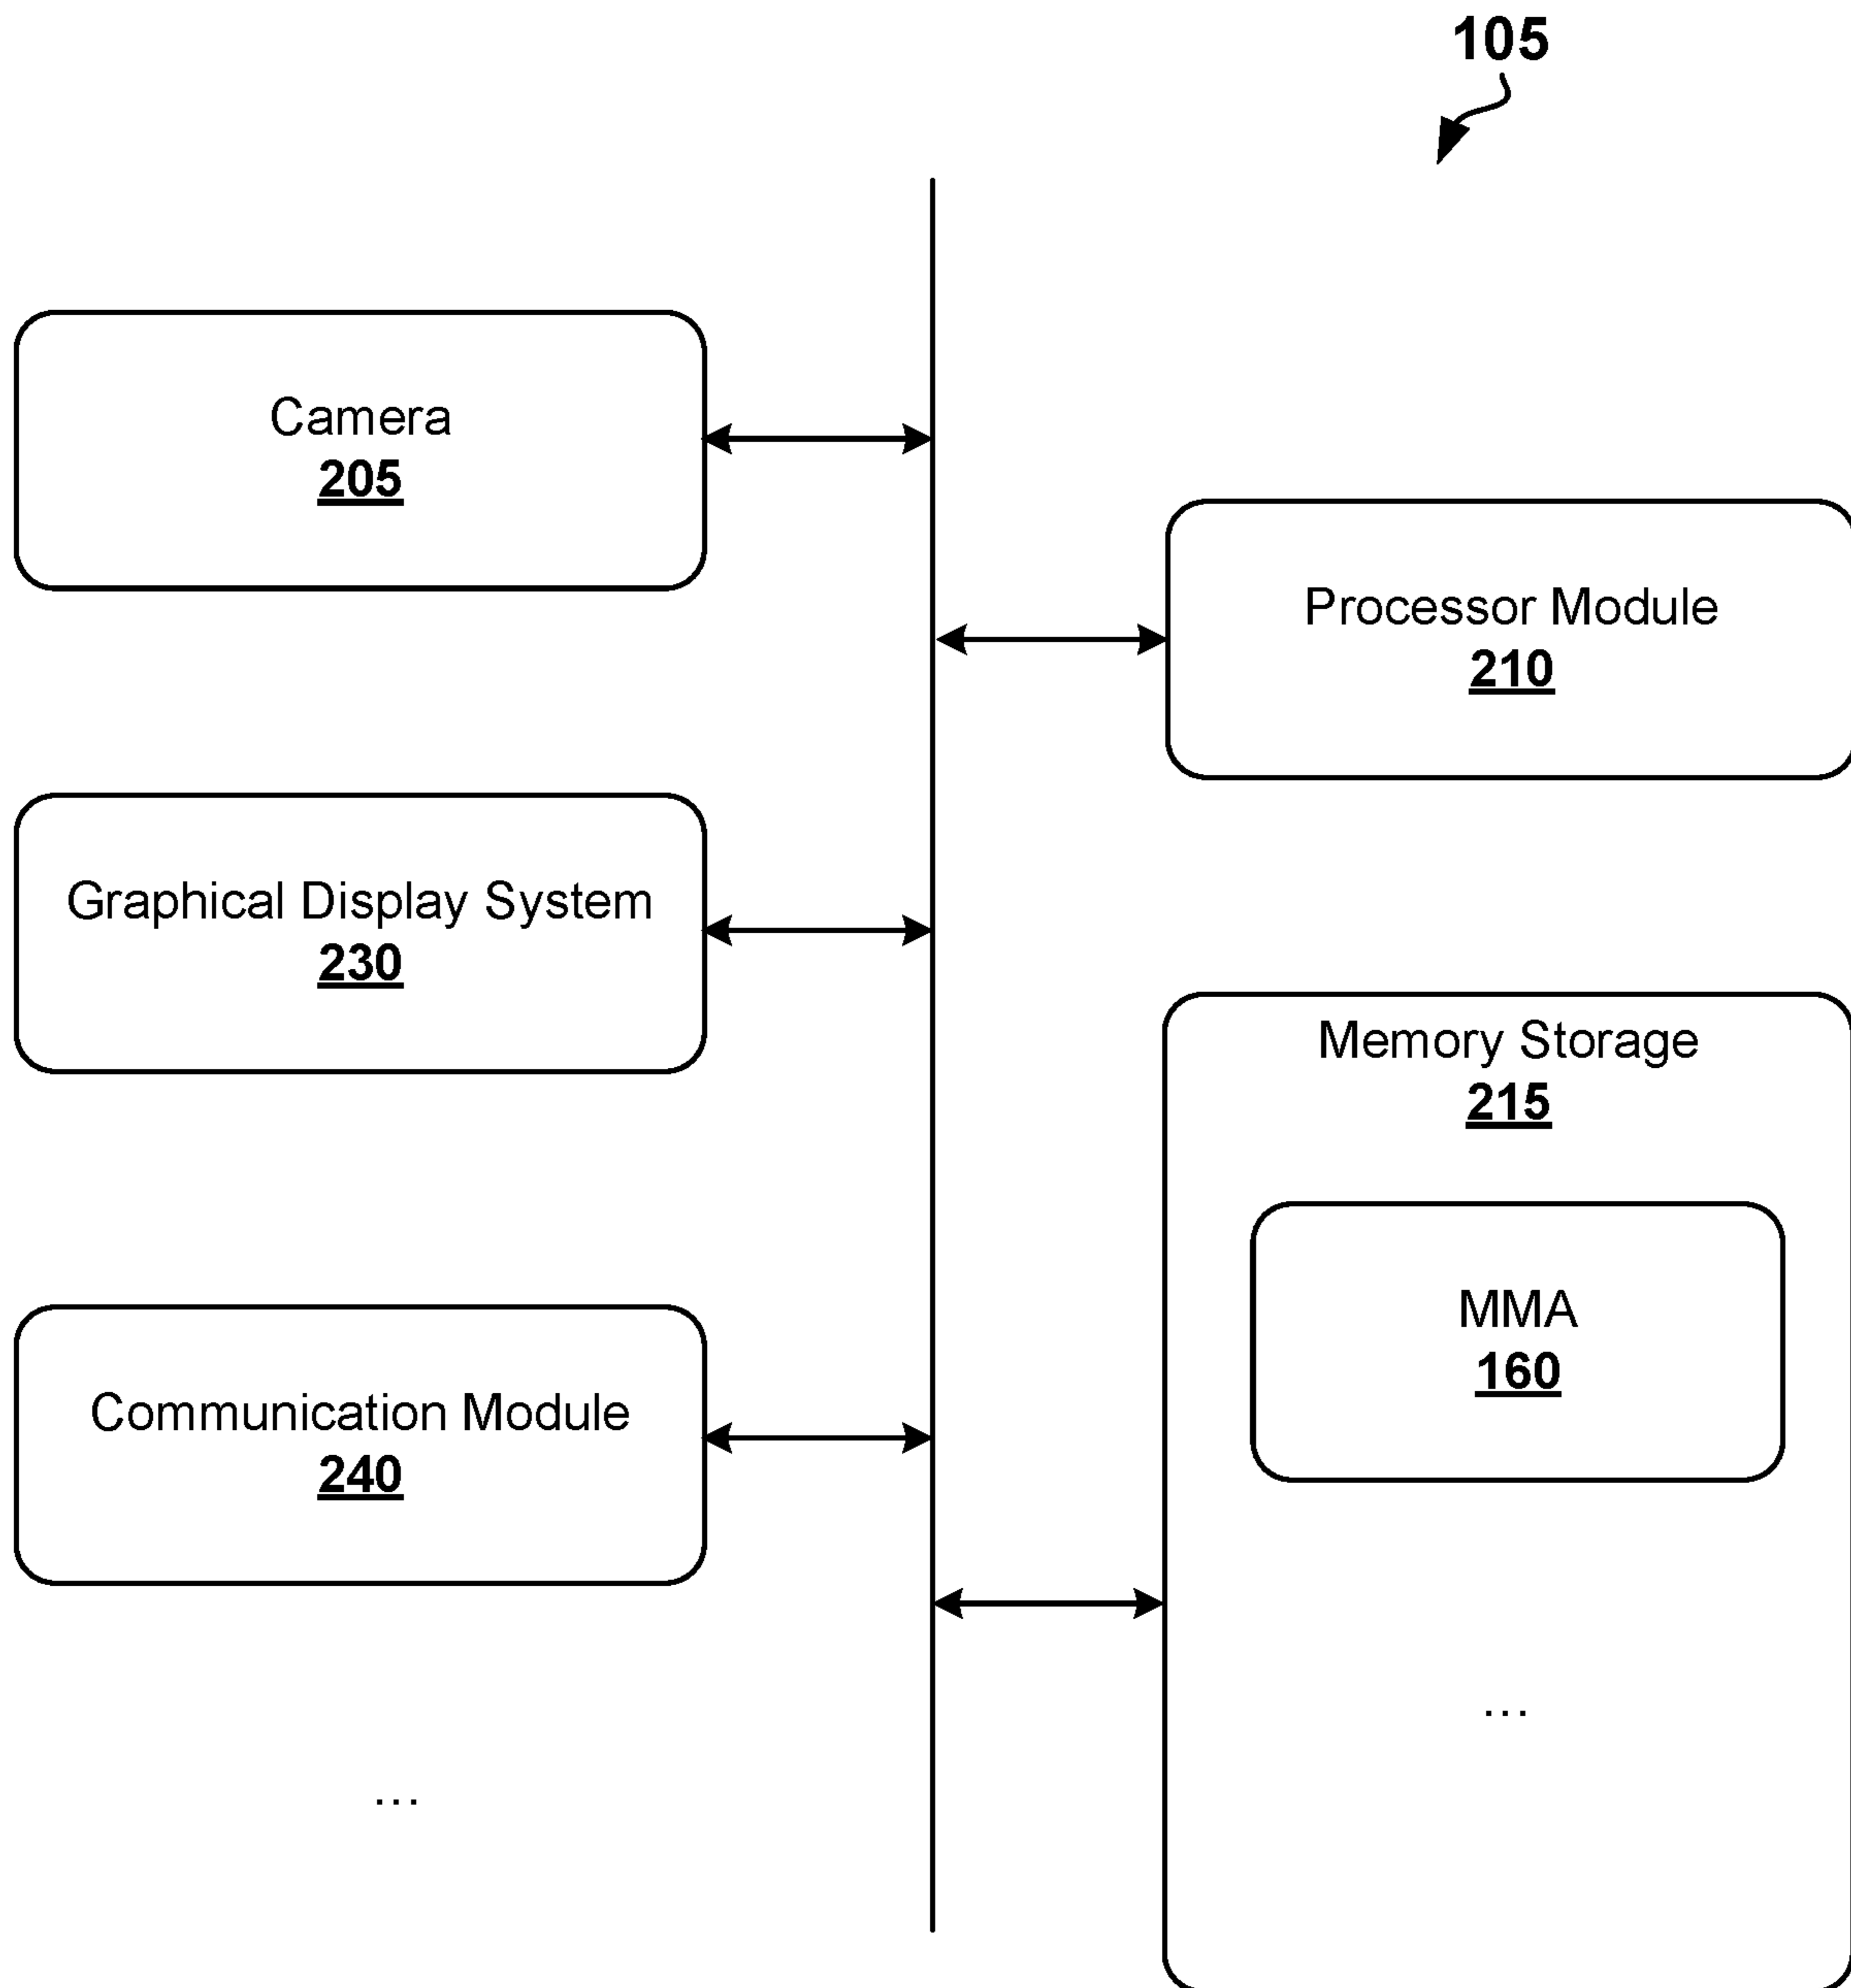 105
Camera
205
Processor Module
210
Graphical Display System
230
Memory Storage
215
MMA
160
Communication Module
240
...
...